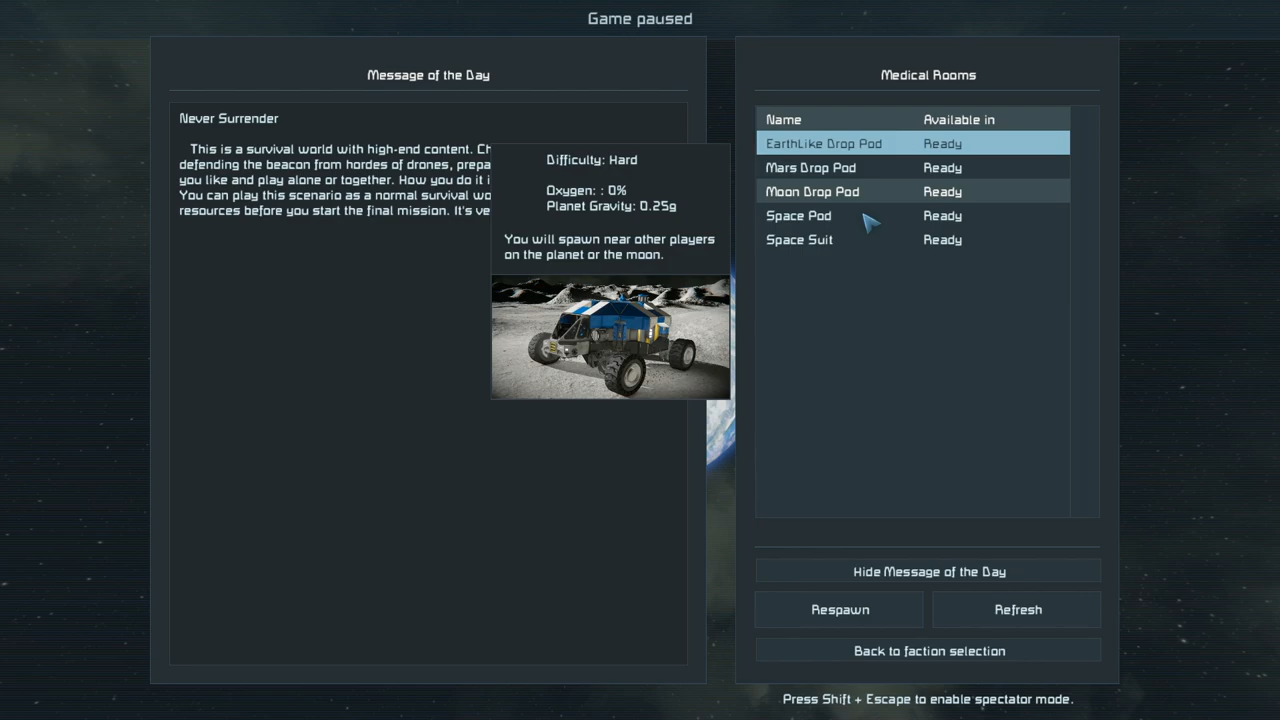 Game paused
Message of the Day
Never Surrender
This is a survival world with high-end content. Ch
defending the beacon from hordes of drones, prepa
you like and play alone or together. How you do it i
You can play this scenario as a normal survival wo
resources before you start the final mission. It's ve
Difficulty: Hard
Oxygen: : 0%
Planet Gravity: 0.25g
You will spawn near other players
on the planet or the moon.
Medical Rooms
Name Available in
EarthLike Drop Pod Ready
Mars Drop Pod Ready
Moon Drop Pod Ready
Space Pod Ready
Space Suit Ready
Hide Message of the Day
Respawn Refresh
Back to faction selection
Press Shift + Escape to enable spectator mode.